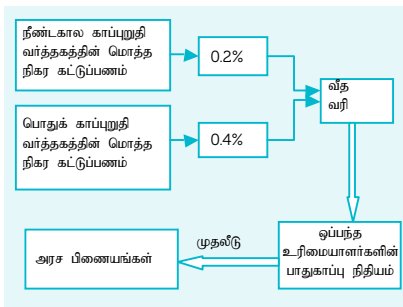 நீண்டகால காப்புறுதி
வர்த்தகத்தின் மொத்த
நிகர கட்டுப்பணம்
0.2%
வீத
வரி
பொதுக் காப்புறுதி
வர்த்தகத்தின் மொத்த
நிகர கட்டுப்பணம்
0.4%
முதலீடு
அரச பிணையங்கள்
ஒப்பந்த
உரிமையாளர்களின்
பாதுகாப்பு நிதியம்